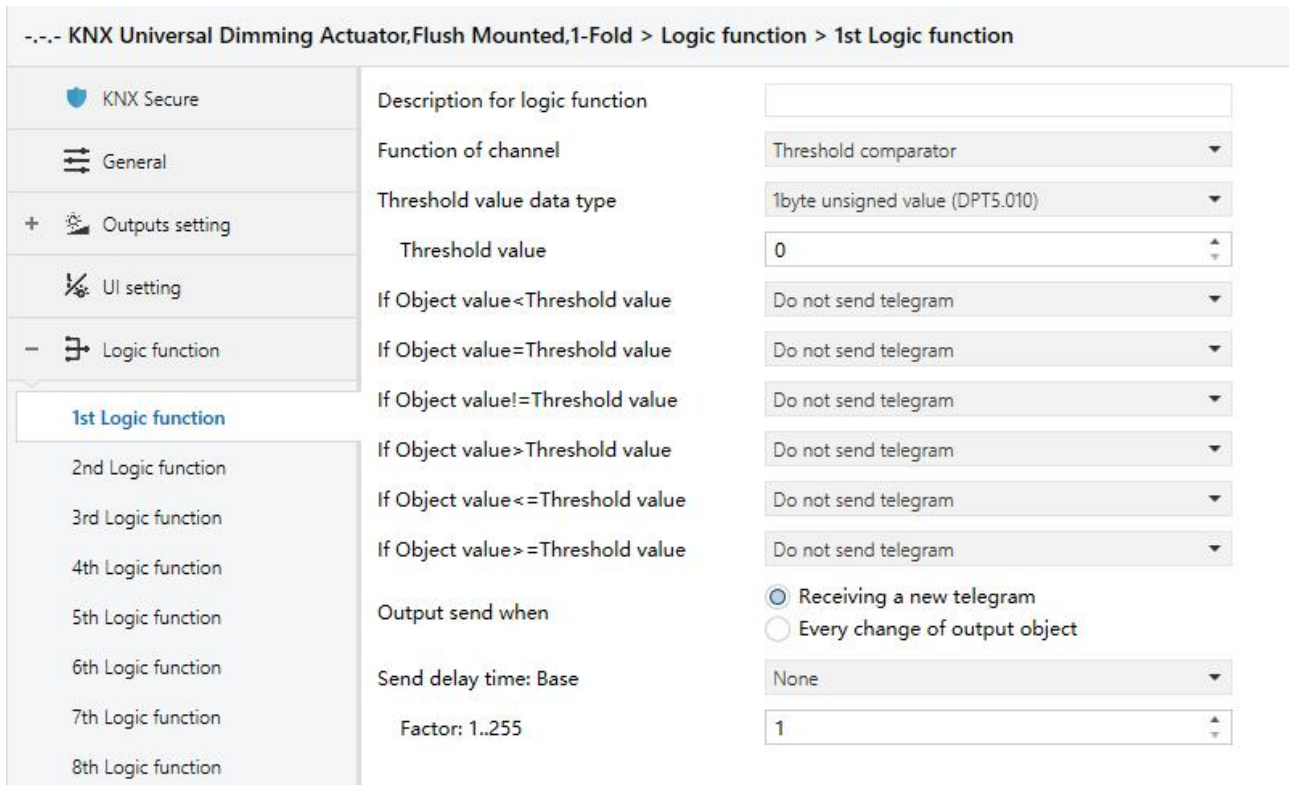 -.-.- KNX Universal Dimming Actuator,Flush Mounted,1-Fold > Logic function > 1st Logic function
KNX Secure
General
+ Outputs setting
UI setting
- Logic function
1st Logic function
2nd Logic function
3rd Logic function
4th Logic function
5th Logic function
6th Logic function
7th Logic function
8th Logic function
Description for logic function
Function of channel Threshold comparator
Threshold value data type 1byte unsigned value (DPT5.010)
Threshold value 0
If Object value<Threshold value Do not send telegram
If Object value=Threshold value Do not send telegram
If Object value!=Threshold value Do not send telegram
If Object value>Threshold value Do not send telegram
If Object value<=Threshold value Do not send telegram
If Object value>=Threshold value Do not send telegram
Output send when Receiving a new telegram
Every change of output object
Send delay time: Base None
Factor: 1..255 1